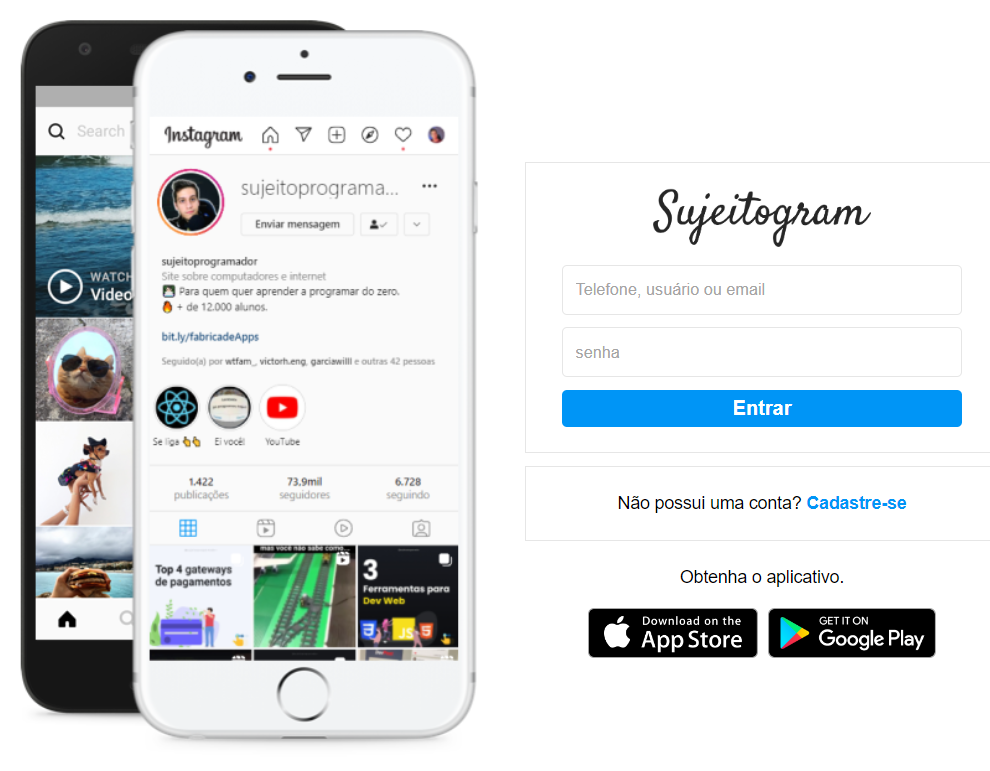 Search
WATCH
Video
Instagram
sujeitoprograma...
Enviar mensagem
sujeitoprogramador
Site sobre computadores e internet
Para quem quer aprender a programar do zero.
+ de 12.000 alunos.
bit.ly/fabricadeApps
Seguido(a) por wtfam_, victorh.eng, garciawilll e outras 42 pessoas
Se liga
Ei você!
YouTube
1.422
publicações
73.9mil
seguidores
6.728
seguindo
Top 4 gateways
de pagamentos
mas você não sabe como...
3
Ferramentas para
Dev Web
JS
Sujeitogram
Telefone, usuário ou email
senha
Entrar
Não possui uma conta? Cadastre-se
Obtenha o aplicativo.
Download on the
App Store
GET IT ON
Google Play